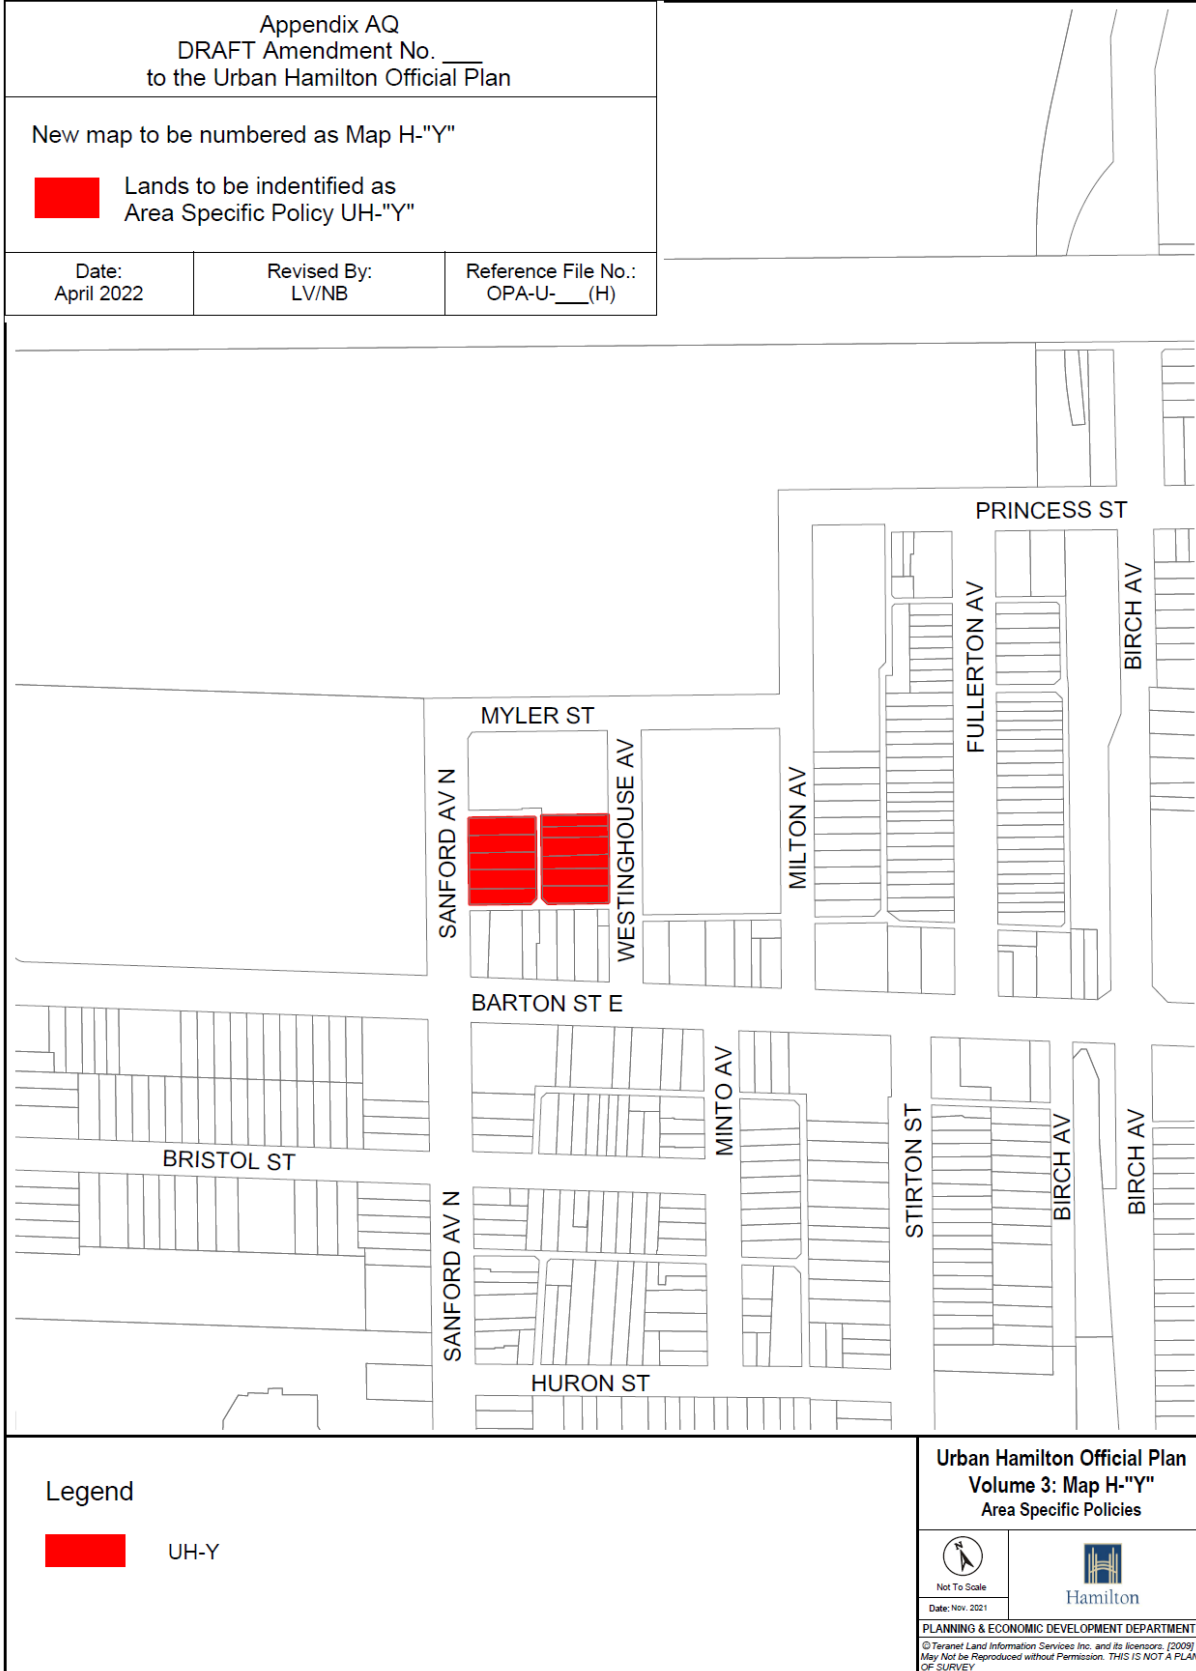 Appendix AQ
DRAFT Amendment No. ___
to the Urban Hamilton Official Plan
New map to be numbered as Map H-"Y"
Lands to be indentified as
Area Specific Policy UH-"Y"
Date:
April 2022
Revised By:
LV/NB
Reference File No.:
OPA-U-___(H)
PRINCESS ST
FULLERTON AV
BIRCH AV
MYLER ST
SANFORD AV N
WESTINGHOUSE AV
MILTON AV
BARTON ST E
MINTO AV
BRISTOL ST
STIRTON ST
BIRCH AV
BIRCH AV
SANFORD AV N
HURON ST
Legend
UH-Y
Urban Hamilton Official Plan
Volume 3: Map H-"Y"
Area Specific Policies
N
Not To Scale
Date: Nov. 2021
Hamilton
PLANNING & ECONOMIC DEVELOPMENT DEPARTMENT
© Teranet Land Information Services Inc. and its licensors. [2009]
May Not be Reproduced without Permission. THIS IS NOT A PLAN
OF SURVEY